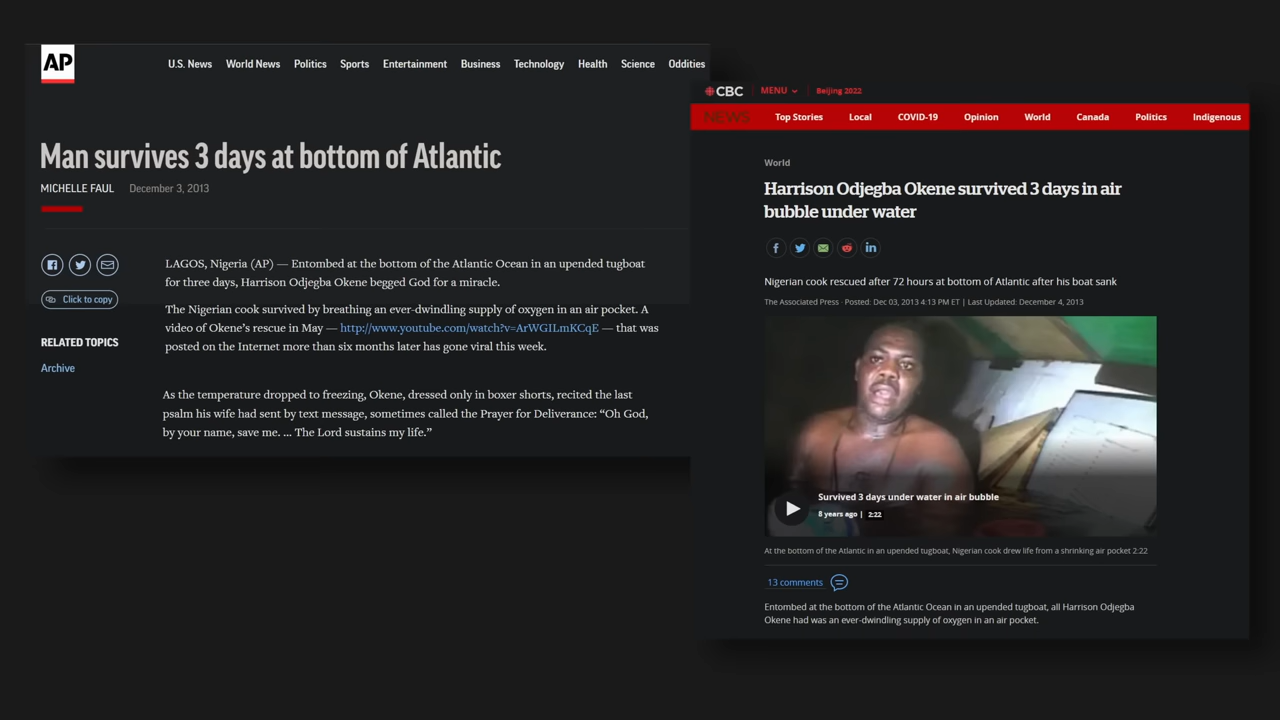 AP
U.S. News World News Politics Sports Entertainment Business Technology Health Science Oddities
Man survives 3 days at bottom of Atlantic
MICHELLE FAUL December 3, 2013
LAGOS, Nigeria (AP) — Entombed at the bottom of the Atlantic Ocean in an upended tugboat
for three days, Harrison Odjegba Okene begged God for a miracle.
Click to copy
The Nigerian cook survived by breathing an ever-dwindling supply of oxygen in an air pocket. A
video of Okene’s rescue in May — http://www.youtube.com/watch?v=ArWGILmKCqE — that was
posted on the Internet more than six months later has gone viral this week.
RELATED TOPICS
Archive
As the temperature dropped to freezing, Okene, dressed only in boxer shorts, recited the last
psalm his wife had sent by text message, sometimes called the Prayer for Deliverance: “Oh God,
by your name, save me. … The Lord sustains my life.”
CBC MENU Beijing 2022
NEWS Top Stories Local COVID-19 Opinion World Canada Politics Indigenous
World
Harrison Odjegba Okene survived 3 days in air
bubble under water
Nigerian cook rescued after 72 hours at bottom of Atlantic after his boat sank
The Associated Press · Posted: Dec 03, 2013 4:13 PM ET | Last Updated: December 4, 2013
Survived 3 days under water in air bubble
8 years ago | 2:22
At the bottom of the Atlantic in an upended tugboat, Nigerian cook drew life from a shrinking air pocket 2:22
13 comments
Entombed at the bottom of the Atlantic Ocean in an upended tugboat, all Harrison Odjegba
Okene had was an ever-dwindling supply of oxygen in an air pocket.